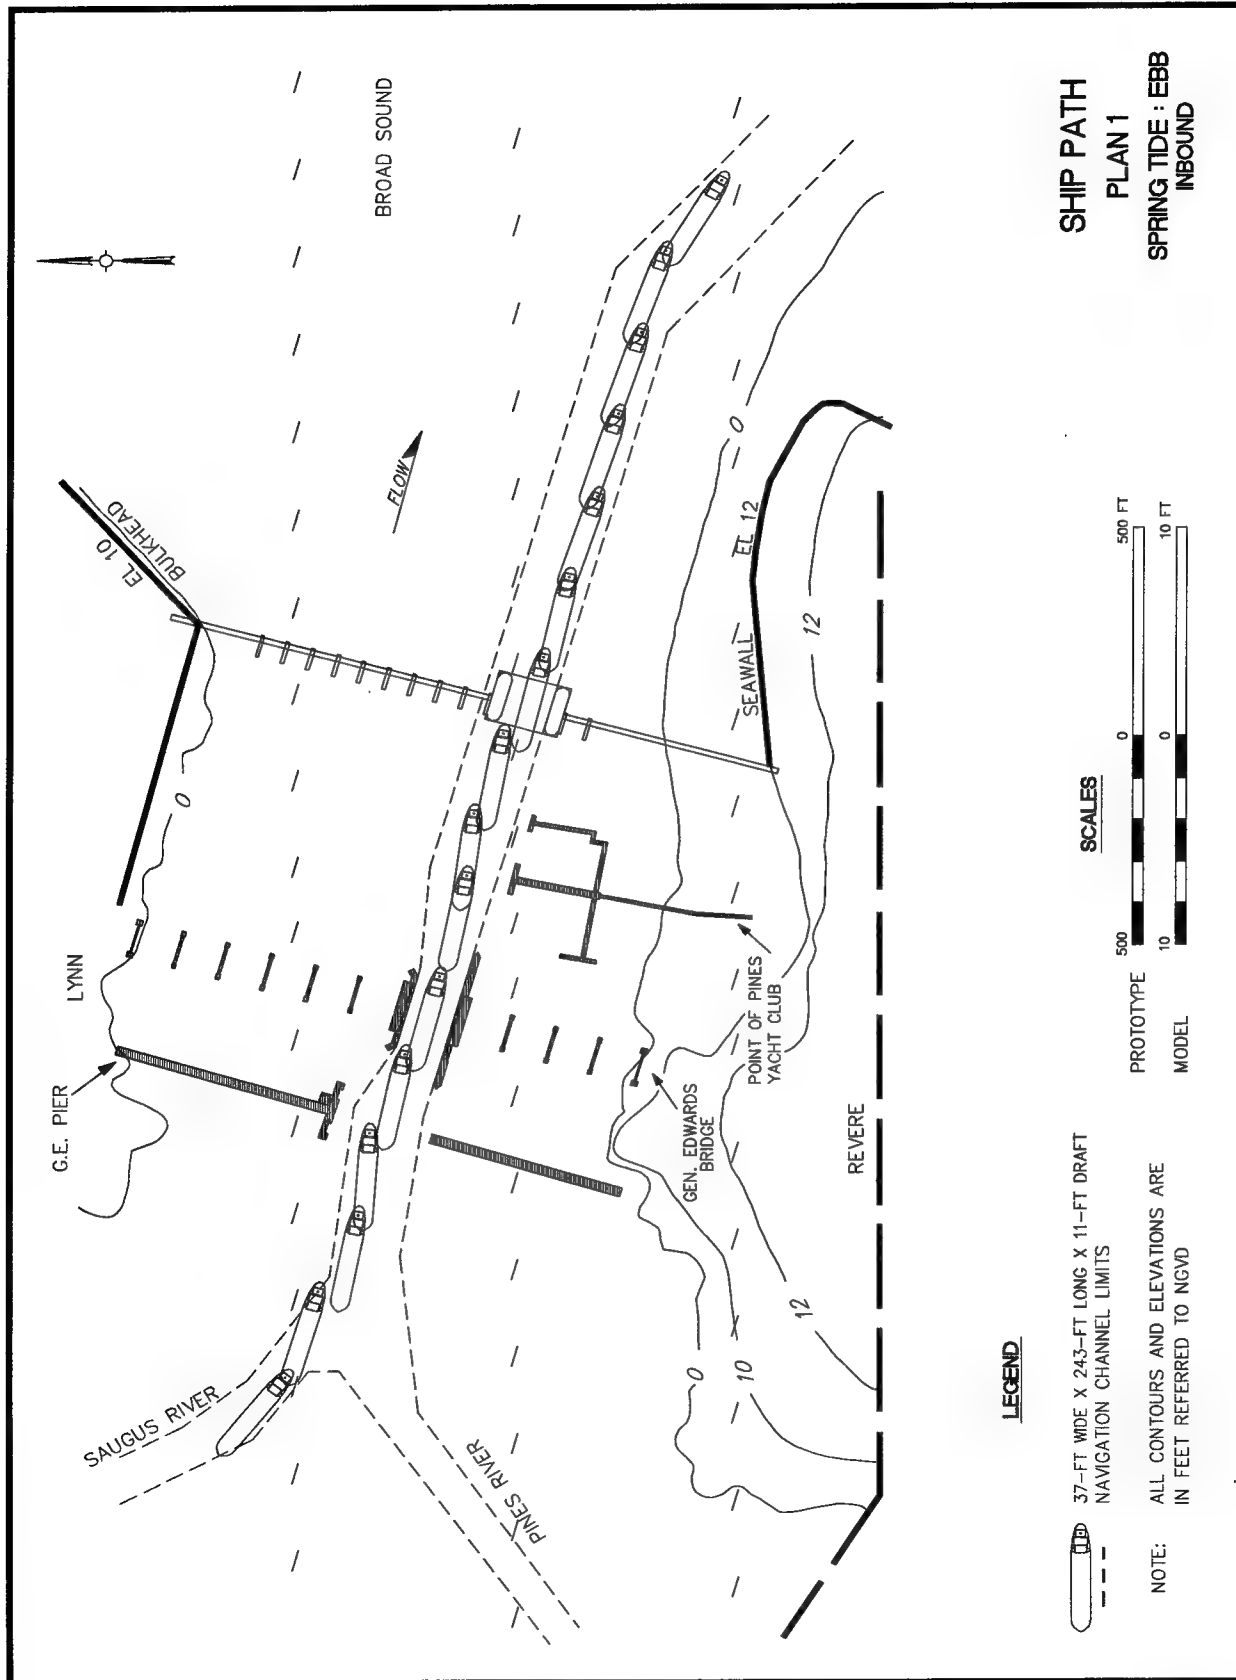 SHIP PATH
PLAN 1
SPRING TIDE : EBB
INBOUND
BROAD SOUND
FLOW
EL 10
BULKHEAD
0
LYNN
G.E. PIER
SAUGUS RIVER
PINES RIVER
0
SEAWALL EL 12
12
POINT OF PINES
YACHT CLUB
GEN. EDWARDS
BRIDGE
REVERE
0
10
12
SCALES
PROTOTYPE 500 0 500 FT
MODEL 10 0 10 FT
LEGEND
37-FT WIDE X 243-FT LONG X 11-FT DRAFT
NAVIGATION CHANNEL LIMITS
NOTE: ALL CONTOURS AND ELEVATIONS ARE
IN FEET REFERRED TO NGVD